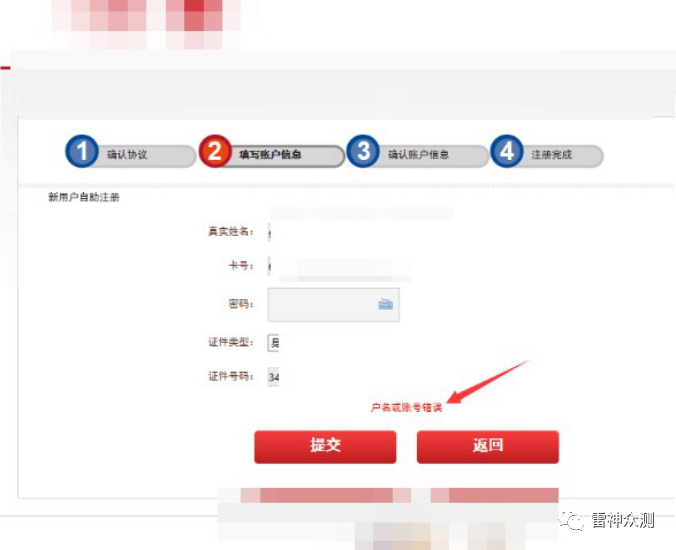 1 确认协议 2 填写账户信息 3 确认账户信息 4 注册完成
新用户自助注册
真实姓名：
卡号：
密码：
证件类型： 身
证件号码： 34
户名或账号错误
提交 返回
雷神众测